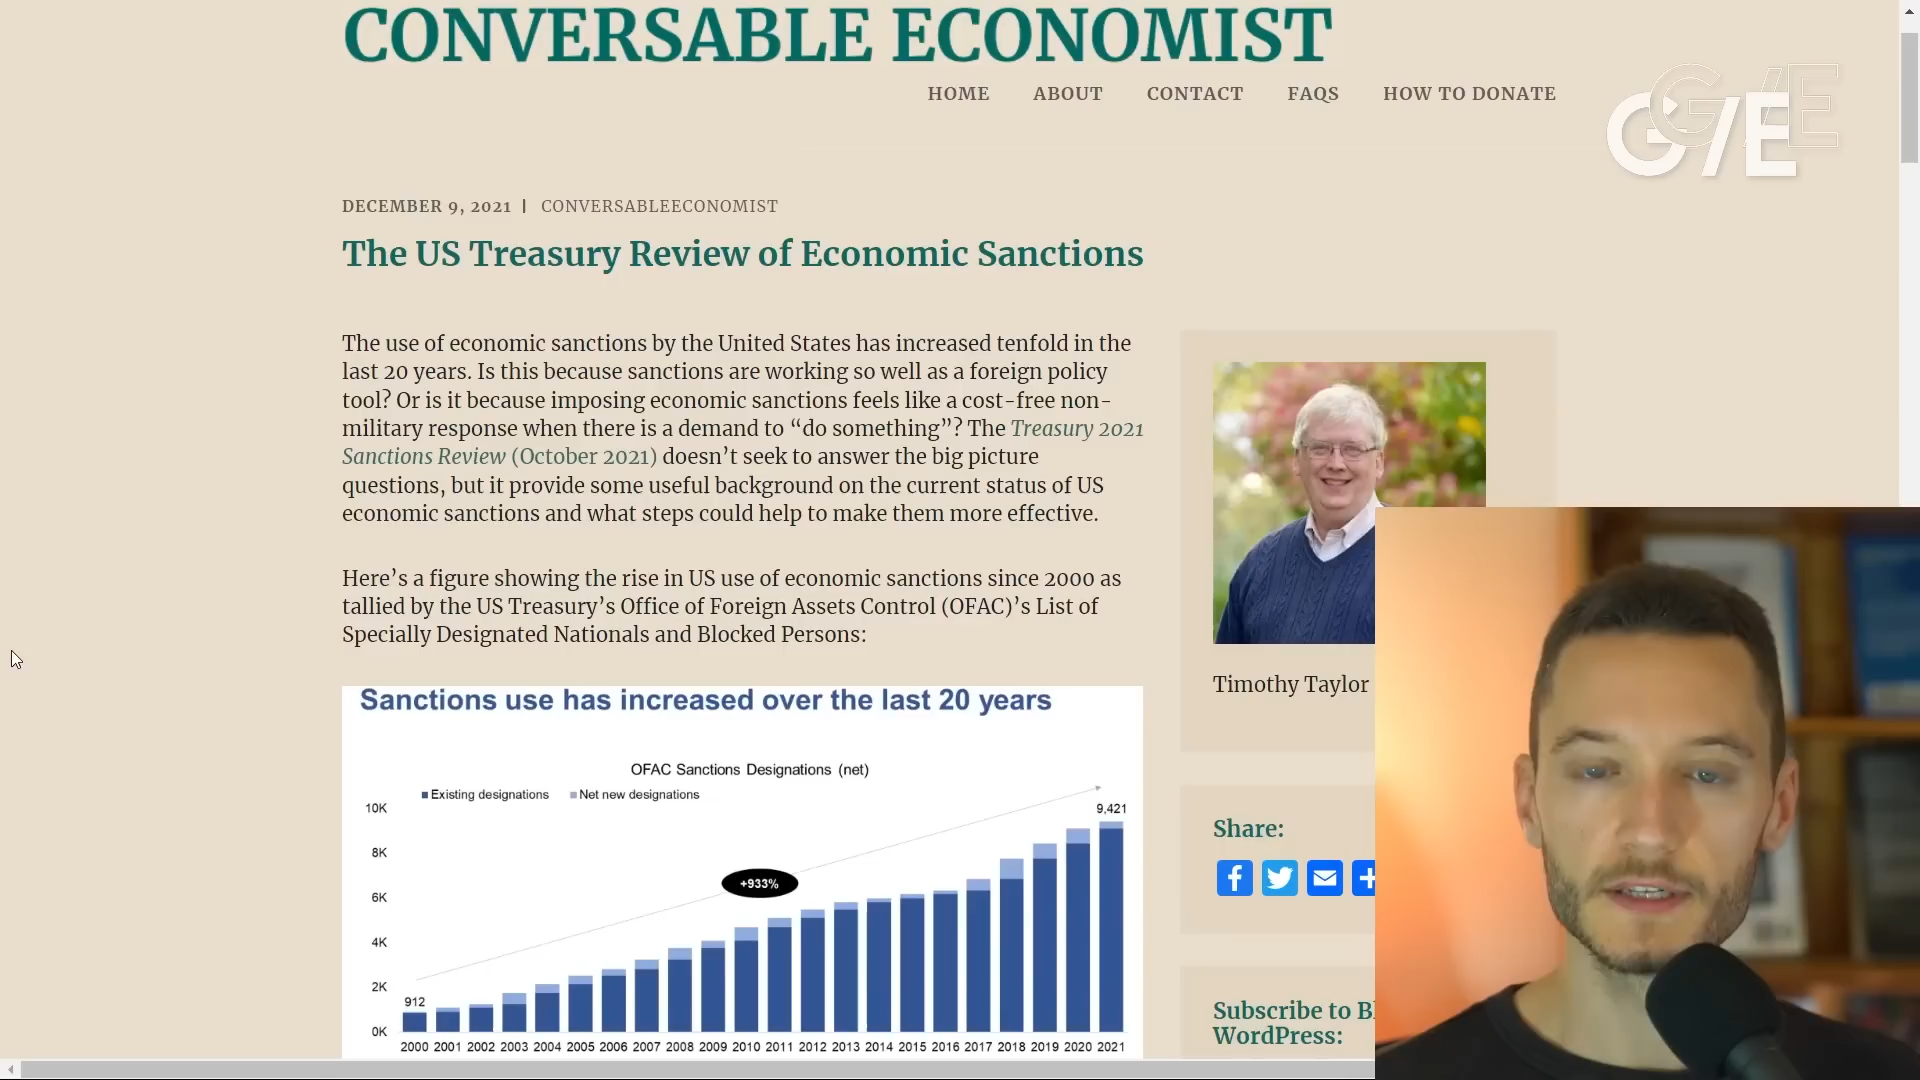 CONVERSABLE ECONOMIST
HOME ABOUT CONTACT FAQS HOW TO DONATE
G/E
DECEMBER 9, 2021 | CONVERSABLEECONOMIST
The US Treasury Review of Economic Sanctions
The use of economic sanctions by the United States has increased tenfold in the
last 20 years. Is this because sanctions are working so well as a foreign policy
tool? Or is it because imposing economic sanctions feels like a cost-free non-
military response when there is a demand to “do something”? The Treasury 2021
Sanctions Review (October 2021) doesn’t seek to answer the big picture
questions, but it provide some useful background on the current status of US
economic sanctions and what steps could help to make them more effective.
Here’s a figure showing the rise in US use of economic sanctions since 2000 as
tallied by the US Treasury’s Office of Foreign Assets Control (OFAC)’s List of
Specially Designated Nationals and Blocked Persons:
Sanctions use has increased over the last 20 years
OFAC Sanctions Designations (net)
Existing designations Net new designations
10K
8K
6K
4K
2K
0K
912
+933%
9,421
2000 2001 2002 2003 2004 2005 2006 2007 2008 2009 2010 2011 2012 2013 2014 2015 2016 2017 2018 2019 2020 2021
Timothy Taylor
Share:
Subscribe to
WordPress: